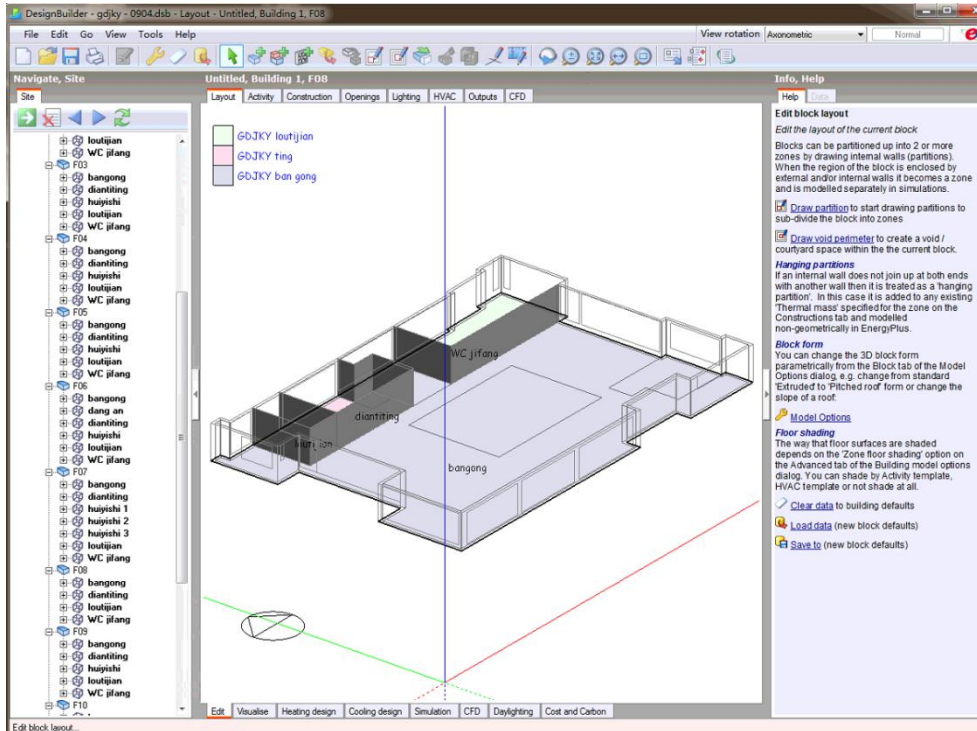 DesignBuilder - gdjky - 0904.dsb - Layout - Untitled, Building 1, F08
File Edit Go View Tools Help
View rotation Axonometric Normal
Navigate, Site
Site
loutijian
WC jifang
F03
bangong
diantiting
huiyishi
loutijian
WC jifang
F04
bangong
diantiting
huiyishi
loutijian
WC jifang
F05
bangong
diantiting
huiyishi
loutijian
WC jifang
F06
bangong
dang an
diantiting
huiyishi
loutijian
WC jifang
F07
bangong
diantiting
huiyishi 1
huiyishi 2
huiyishi 3
loutijian
WC jifang
F08
bangong
diantiting
loutijian
WC jifang
F09
bangong
diantiting
huiyishi
loutijian
WC jifang
F10
Untitled, Building 1, F08
Layout Activity Construction Openings Lighting HVAC Outputs CFD
GDJKY loutijian
GDJKY ting
GDJKY ban gong
WC jifang
diantiting
loutijian
bangong
Edit Visualise Heating design Cooling design Simulation CFD Daylighting Cost and Carbon
Info, Help
Help Data
Edit block layout
Edit the layout of the current block
Blocks can be partitioned up into 2 or more
zones by drawing internal walls (partitions).
When the region of the block is enclosed by
external and/or internal walls it becomes a zone
and is modelled separately in simulations.
Draw partition to start drawing partitions to
sub-divide the block into zones
Draw void perimeter to create a void /
courtyard space within the the current block.
Hanging partitions
If an internal wall does not join up at both ends
with another wall then it is treated as a 'hanging
partition'. In this case it is added to any existing
'Thermal mass' specified for the zone on the
Constructions tab and modelled
non-geometrically in EnergyPlus.
Block form
You can change the 3D block form
parametrically from the Block tab of the Model
Options dialog, e.g. change from standard
'Extruded' to 'Pitched roof' form or change the
slope of a roof:
Model Options
Floor shading
The way that floor surfaces are shaded
depends on the 'Zone floor shading' option on
the Advanced tab of the Building model options
dialog. You can shade by Activity template,
HVAC template or not shade at all.
Clear data to building defaults
Load data (new block defaults)
Save to (new block defaults)
Edit block layout...